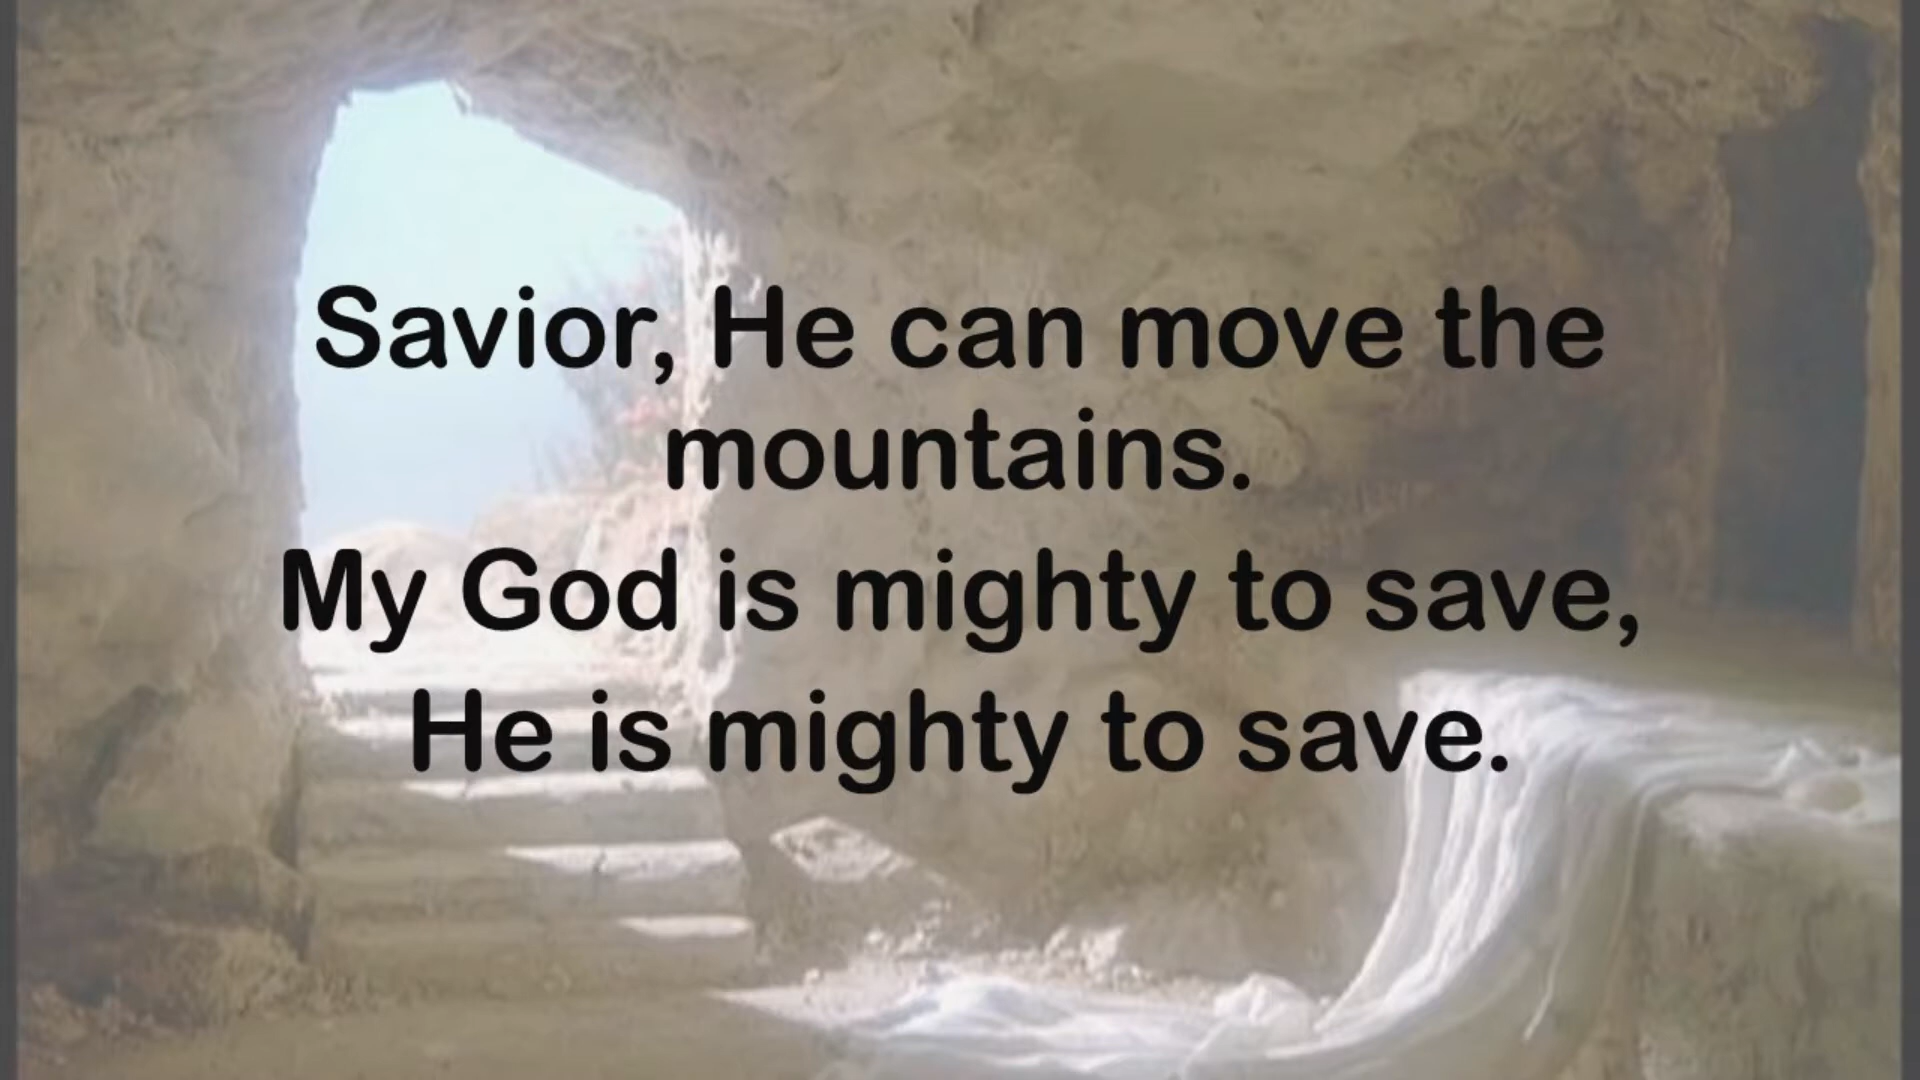 Savior, He can move the
mountains.
My God is mighty to save,
He is mighty to save.